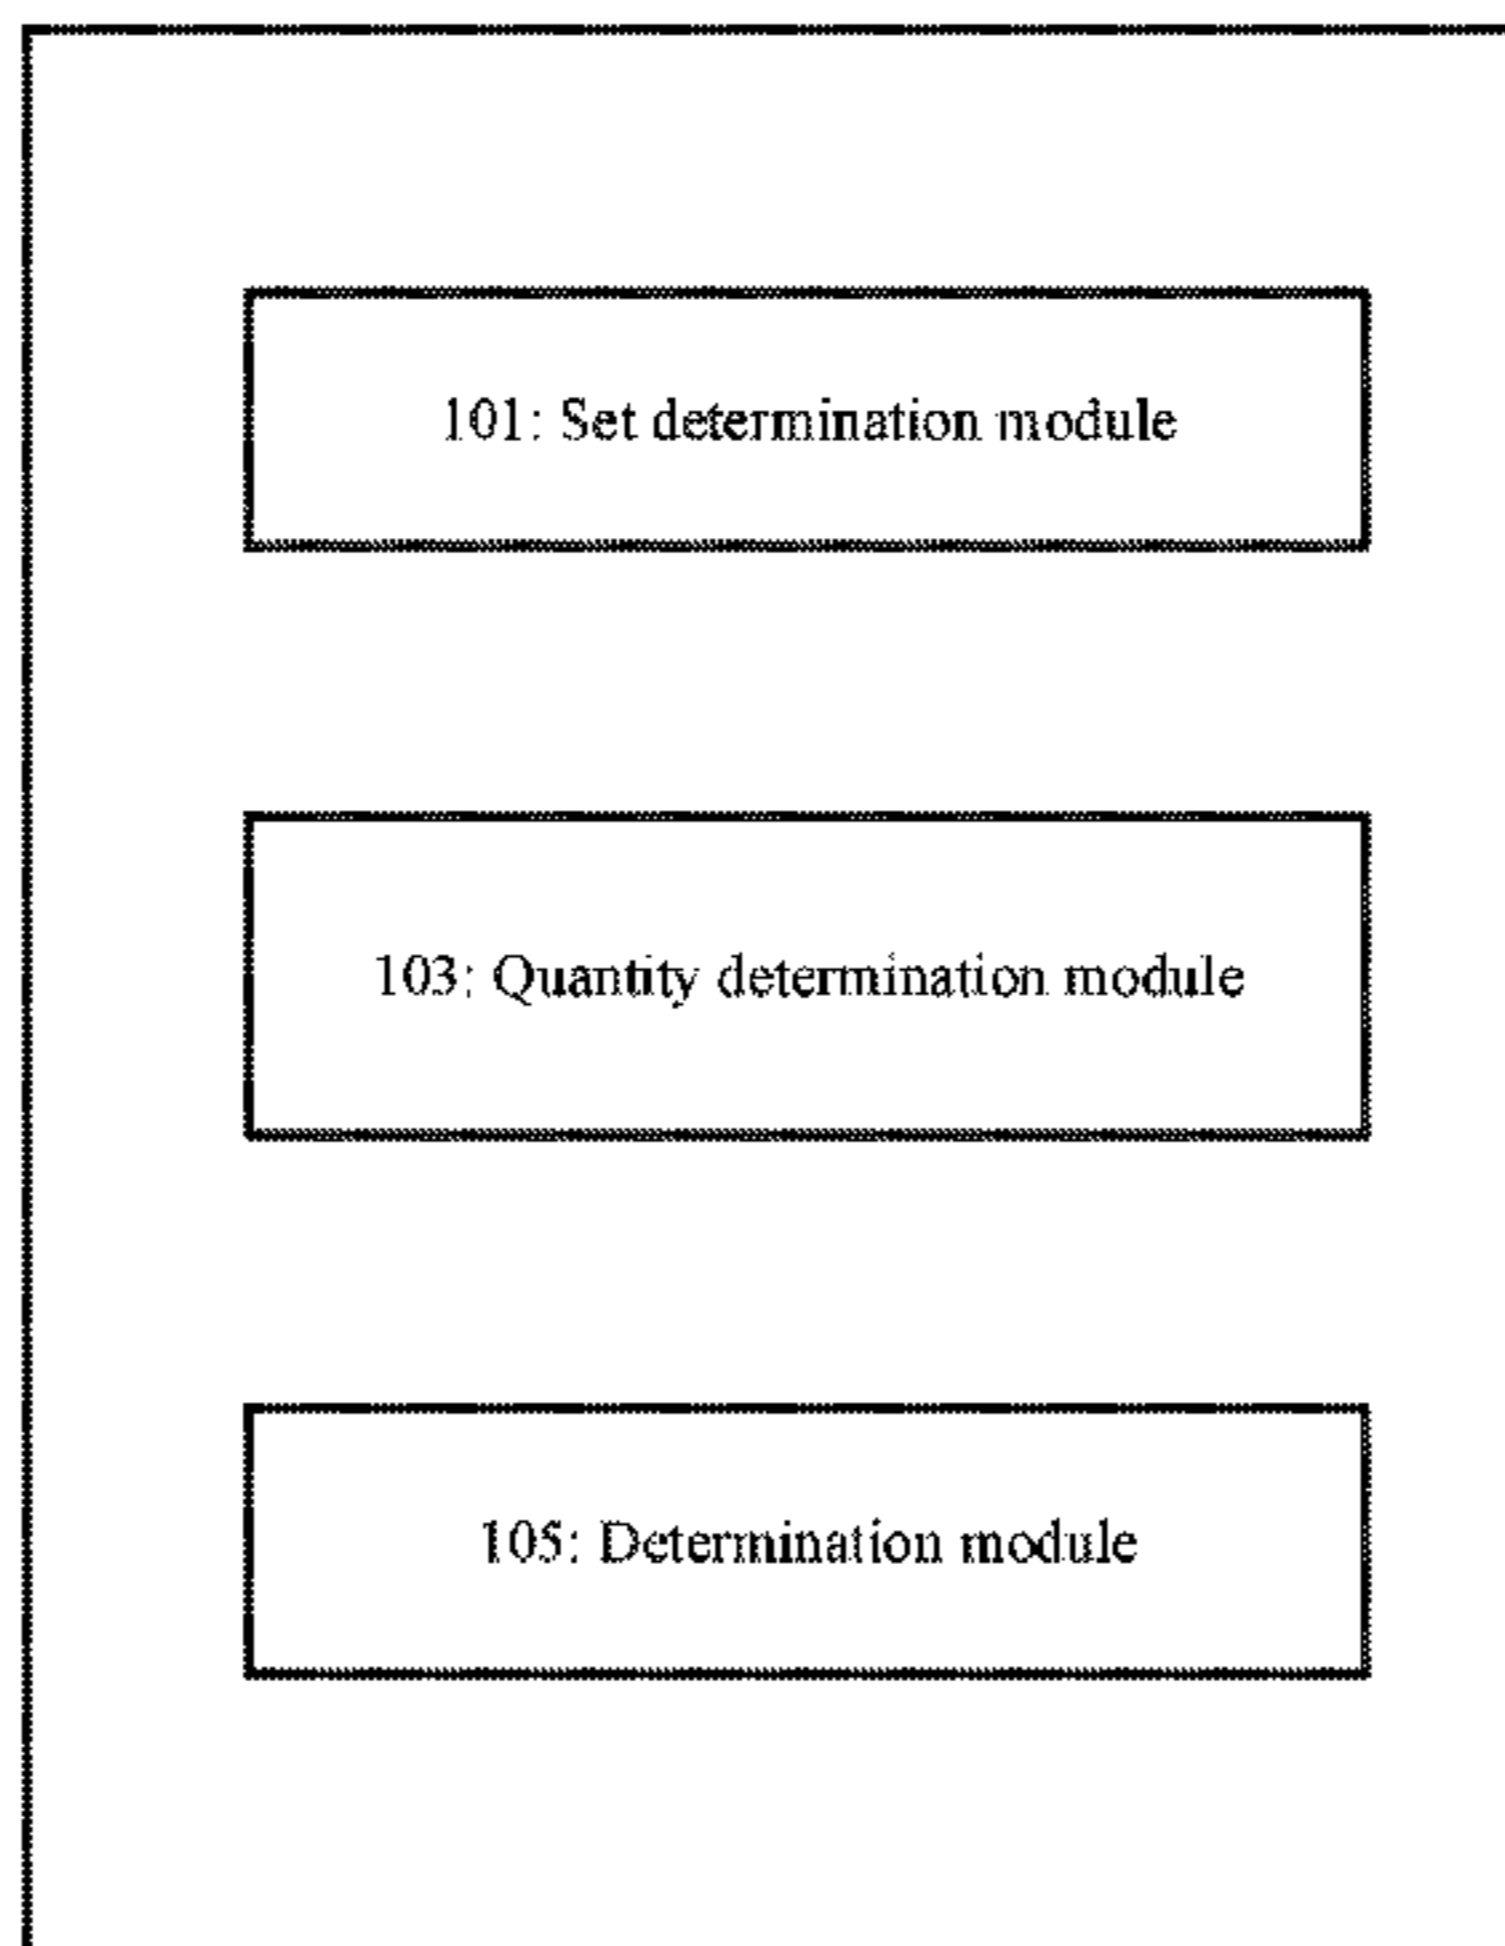 101: Set determination module
103: Quantity determination module
105: Determination module